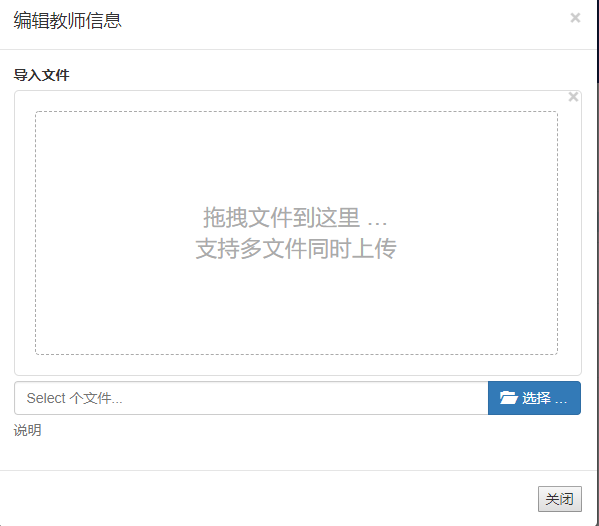 编辑教师信息
×
导入文件
×
拖拽文件到这里 …
支持多文件同时上传
Select 个文件...
选择 …
说明
关闭